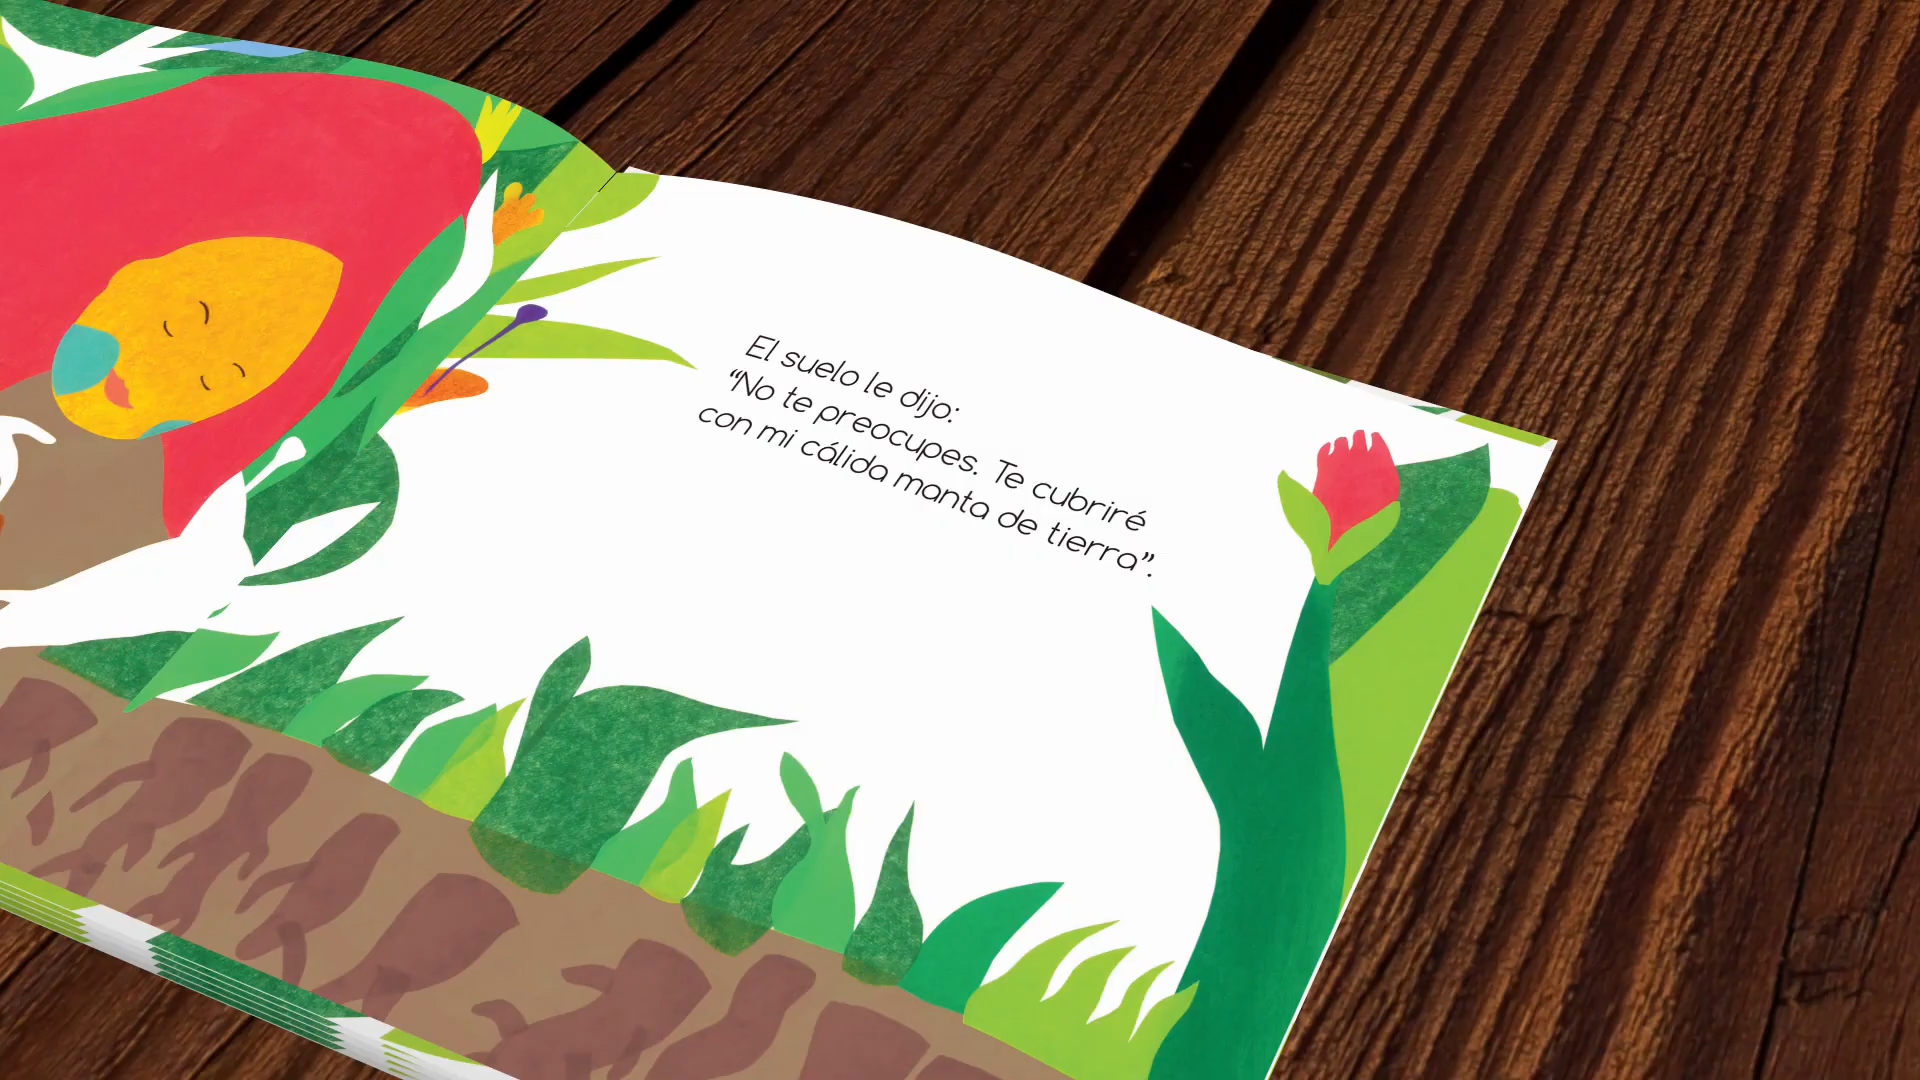 El suelo le dijo:
“No te preocupes. Te cubriré
con mi cálida manta de tierra”.